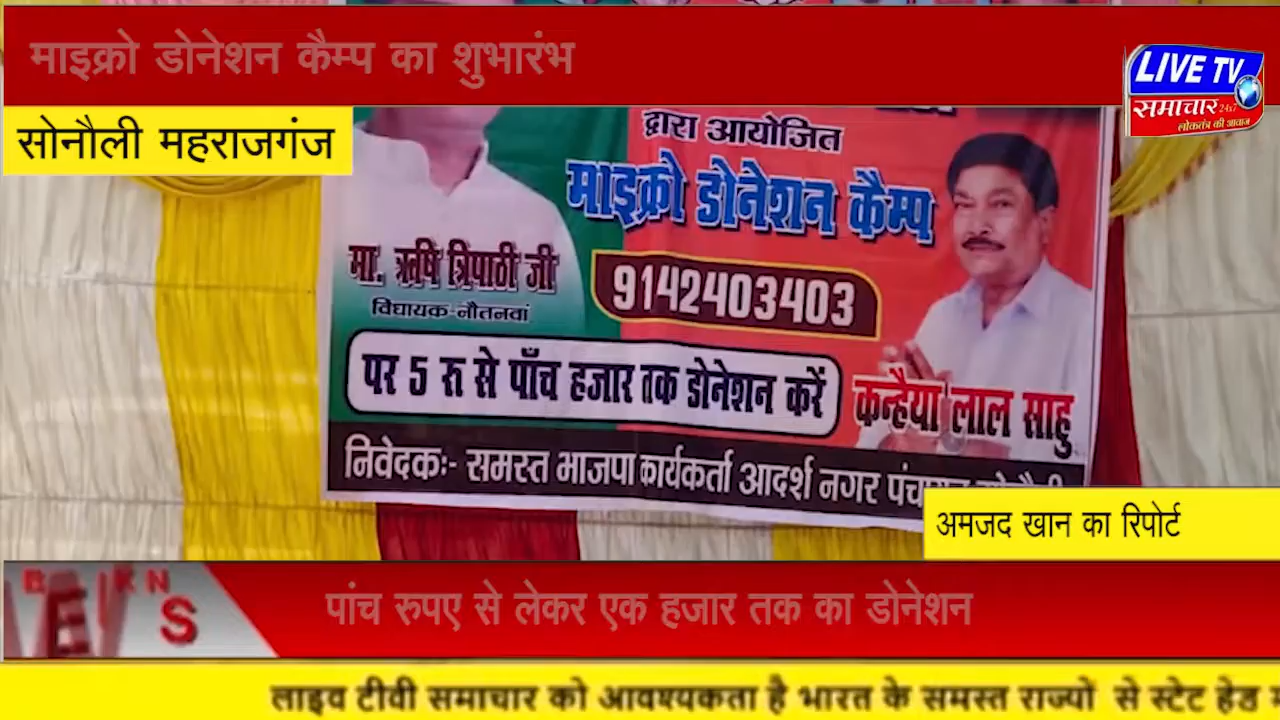 माइक्रो डोनेशन कैम्प का शुभारंभ
LIVE TV
समाचार 24x7
लोकतंत्र की आवाज
सोनौली महराजगंज
द्वारा आयोजित
माइक्रो डोनेशन कैम्प
मा. ऋषि त्रिपाठी जी
विधायक-नौतनवां
9142403403
पर 5 रु से पाँच हजार तक डोनेशन करें
कन्हैया लाल साहु
निवेदकः- समस्त भाजपा कार्यकर्ता आदर्श नगर
अमजद खान का रिपोर्ट
पांच रुपए से लेकर एक हजार तक का डोनेशन
लाइव टीवी समाचार को आवश्यकता है भारत के समस्त राज्यों से स्टेट हेड